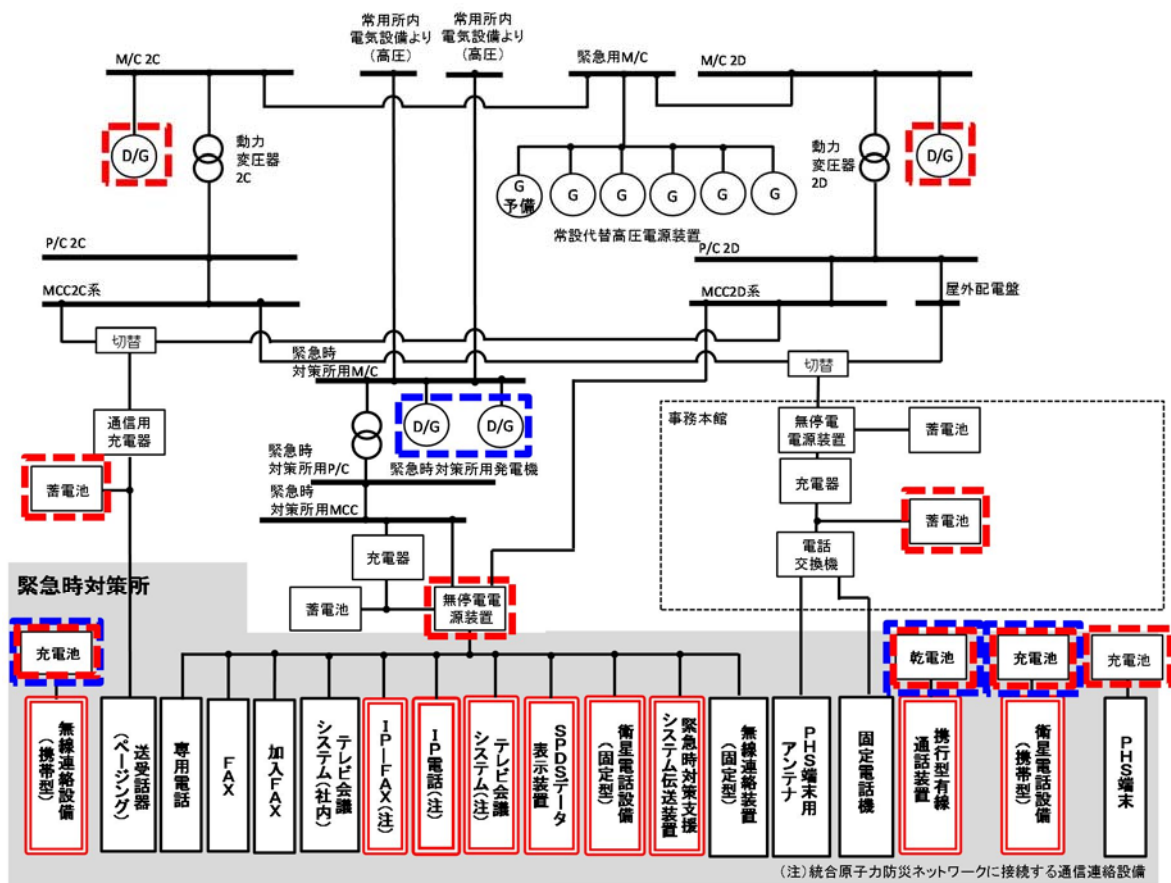 常用所内
電気設備より
(高圧)
常用所内
電気設備より
(高圧)
M/C 2C
緊急用M/C
M/C 2D
D/G
動力
変圧器
2C
G
予備
G
G
G
G
G
常設代替高圧電源装置
動力
変圧器
2D
D/G
P/C 2C
P/C 2D
MCC2C系
MCC2D系
屋外配電盤
切替
緊急時
対策所用M/C
切替
通信用
充電器
D/G
D/G
緊急時対策所用発電機
事務本館
無停電
電源装置
蓄電池
緊急時
対策所用P/C
蓄電池
緊急時
対策所用MCC
充電器
蓄電池
充電器
電話
交換機
蓄電池
無停電電
源装置
緊急時対策所
充電池
乾電池
充電池
充電池
無線連絡設備
(携帯型)
送受話器
(ページング)
専用電話
FAX
加入FAX
テレビ会議
システム(社内)
IP-FAX(注)
IP電話(注)
テレビ会議
システム(注)
SPDSデータ
表示装置
衛星電話設備
(固定型)
緊急時対策支援
システム伝送装置
無線連絡装置
(固定型)
PHS端末用
アンテナ
固定電話機
携行型有線
通話装置
衛星電話設備
(携帯型)
PHS端末
(注)統合原子力防災ネットワークに接続する通信連絡設備